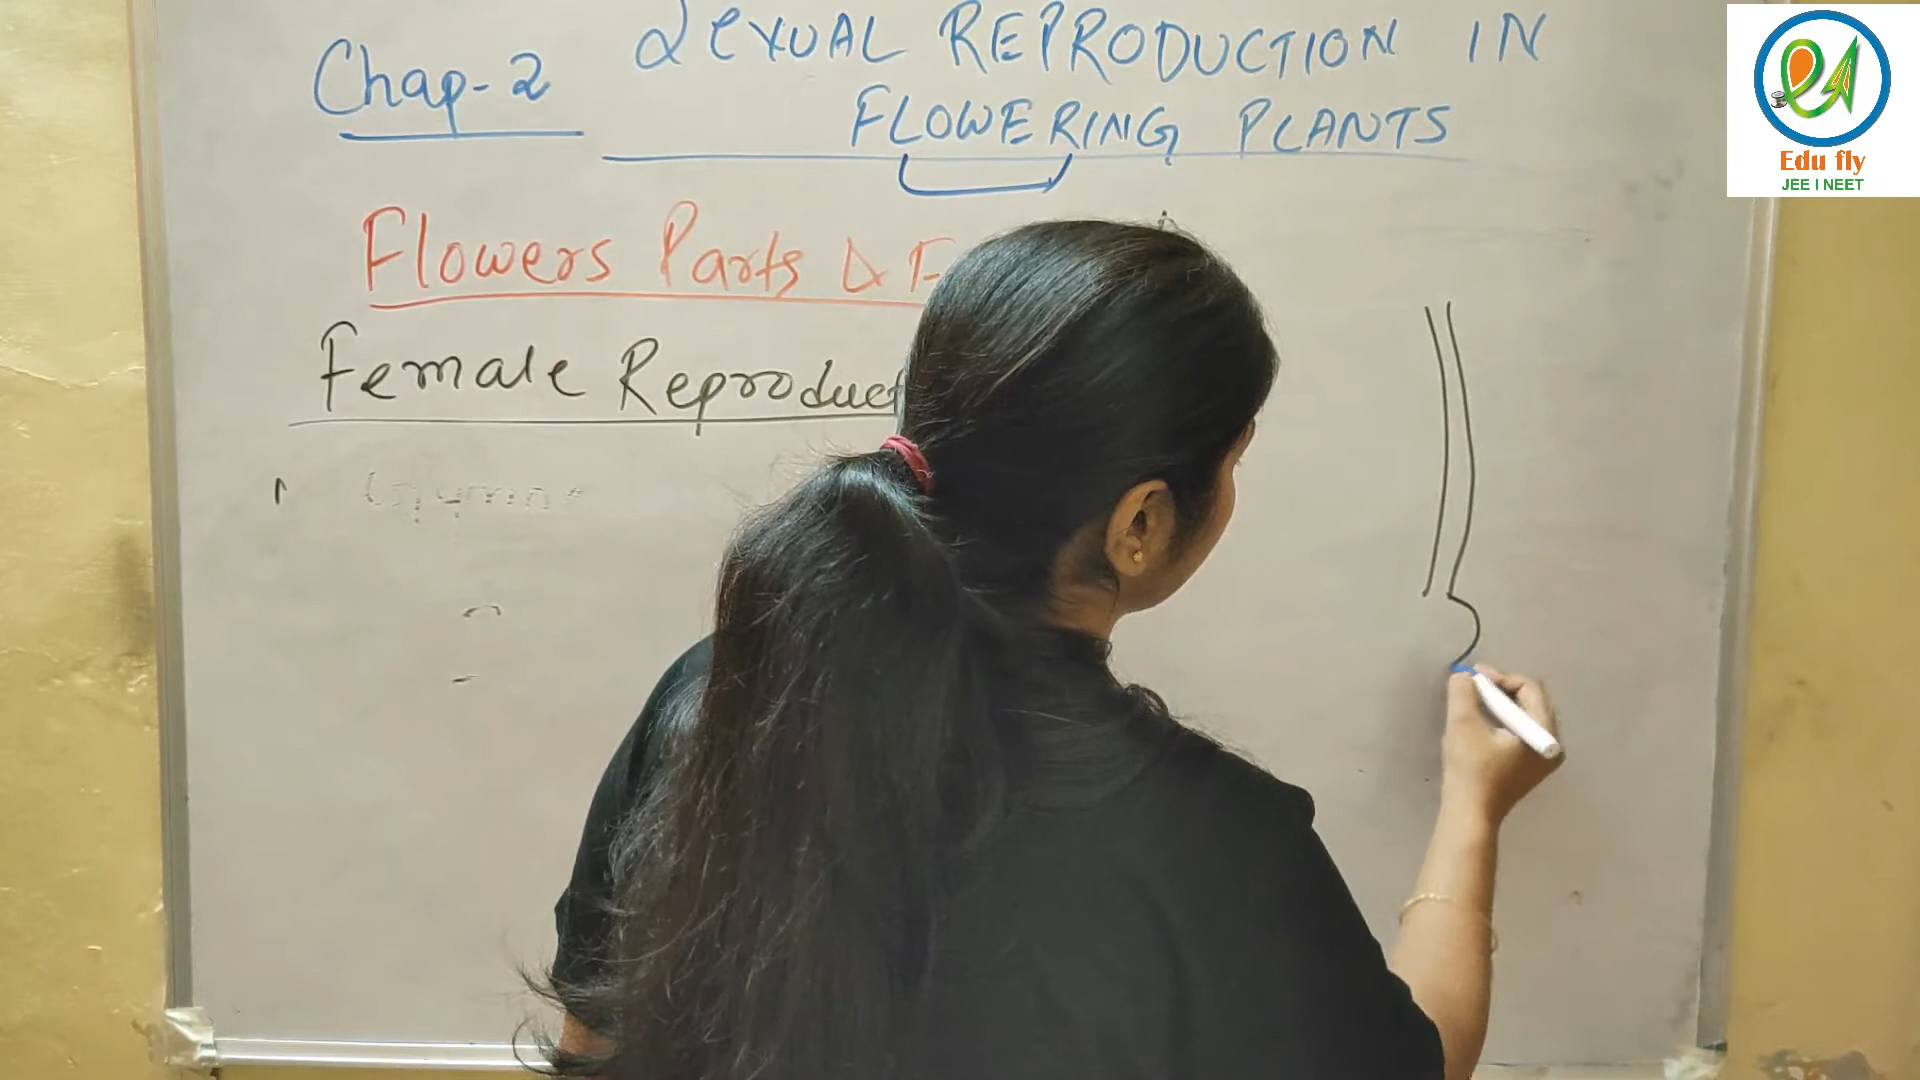 Chap-2 SEXUAL REPRODUCTION IN
FLOWERING PLANTS
Flowers Parts & F
Female Reproduct
Edu fly
JEE I NEET